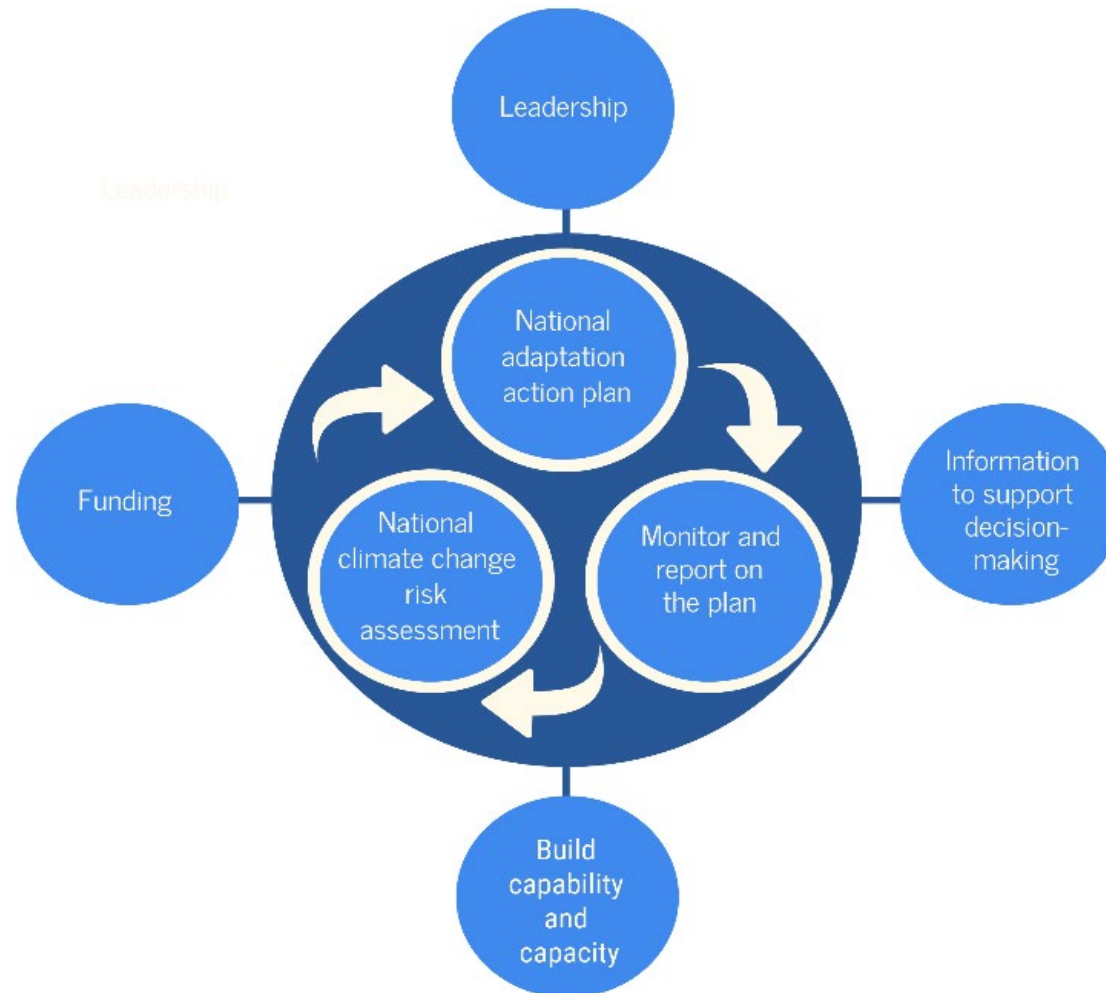 Leadership
Leadership
National
adaptation
action plan
Funding
National
climate change
risk
assessment
Monitor and
report on
the plan
Information
to support
decision-
making
Build
capability
and
capacity